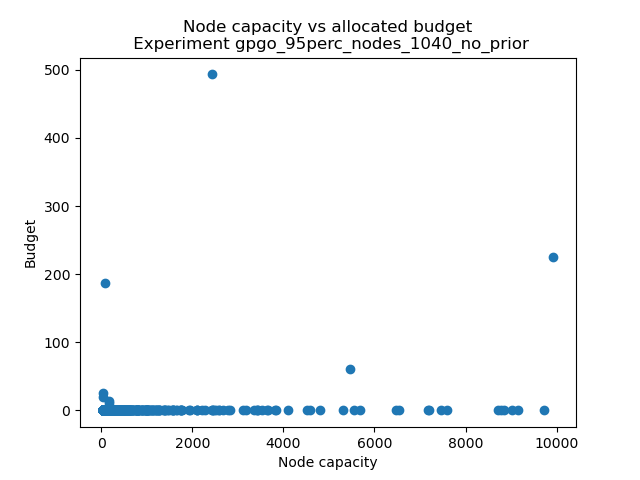 Node capacity vs allocated budget
Experiment gpgo_95perc_nodes_1040_no_prior
500
400
300
200
100
0
Budget
0 2000 4000 6000 8000 10000
Node capacity